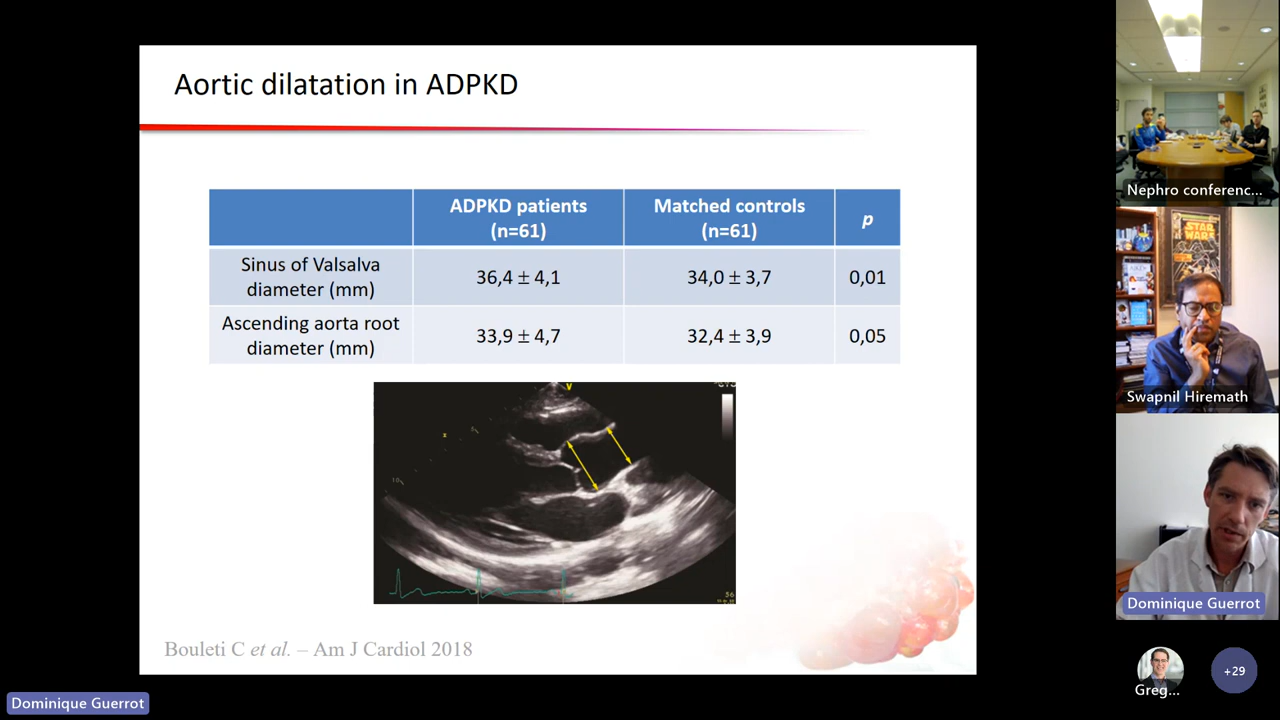 Aortic dilatation in ADPKD
ADPKD patients
(n=61)
Matched controls
(n=61)
p
Sinus of Valsalva
diameter (mm)
36,4 ± 4,1
34,0 ± 3,7
0,01
Ascending aorta root
diameter (mm)
33,9 ± 4,7
32,4 ± 3,9
0,05
V
Bouleti C et al. – Am J Cardiol 2018
Dominique Guerrot
Nephro conferenc...
STAR
WARS
Swapnil Hiremath
Dominique Guerrot
Greg...
+29